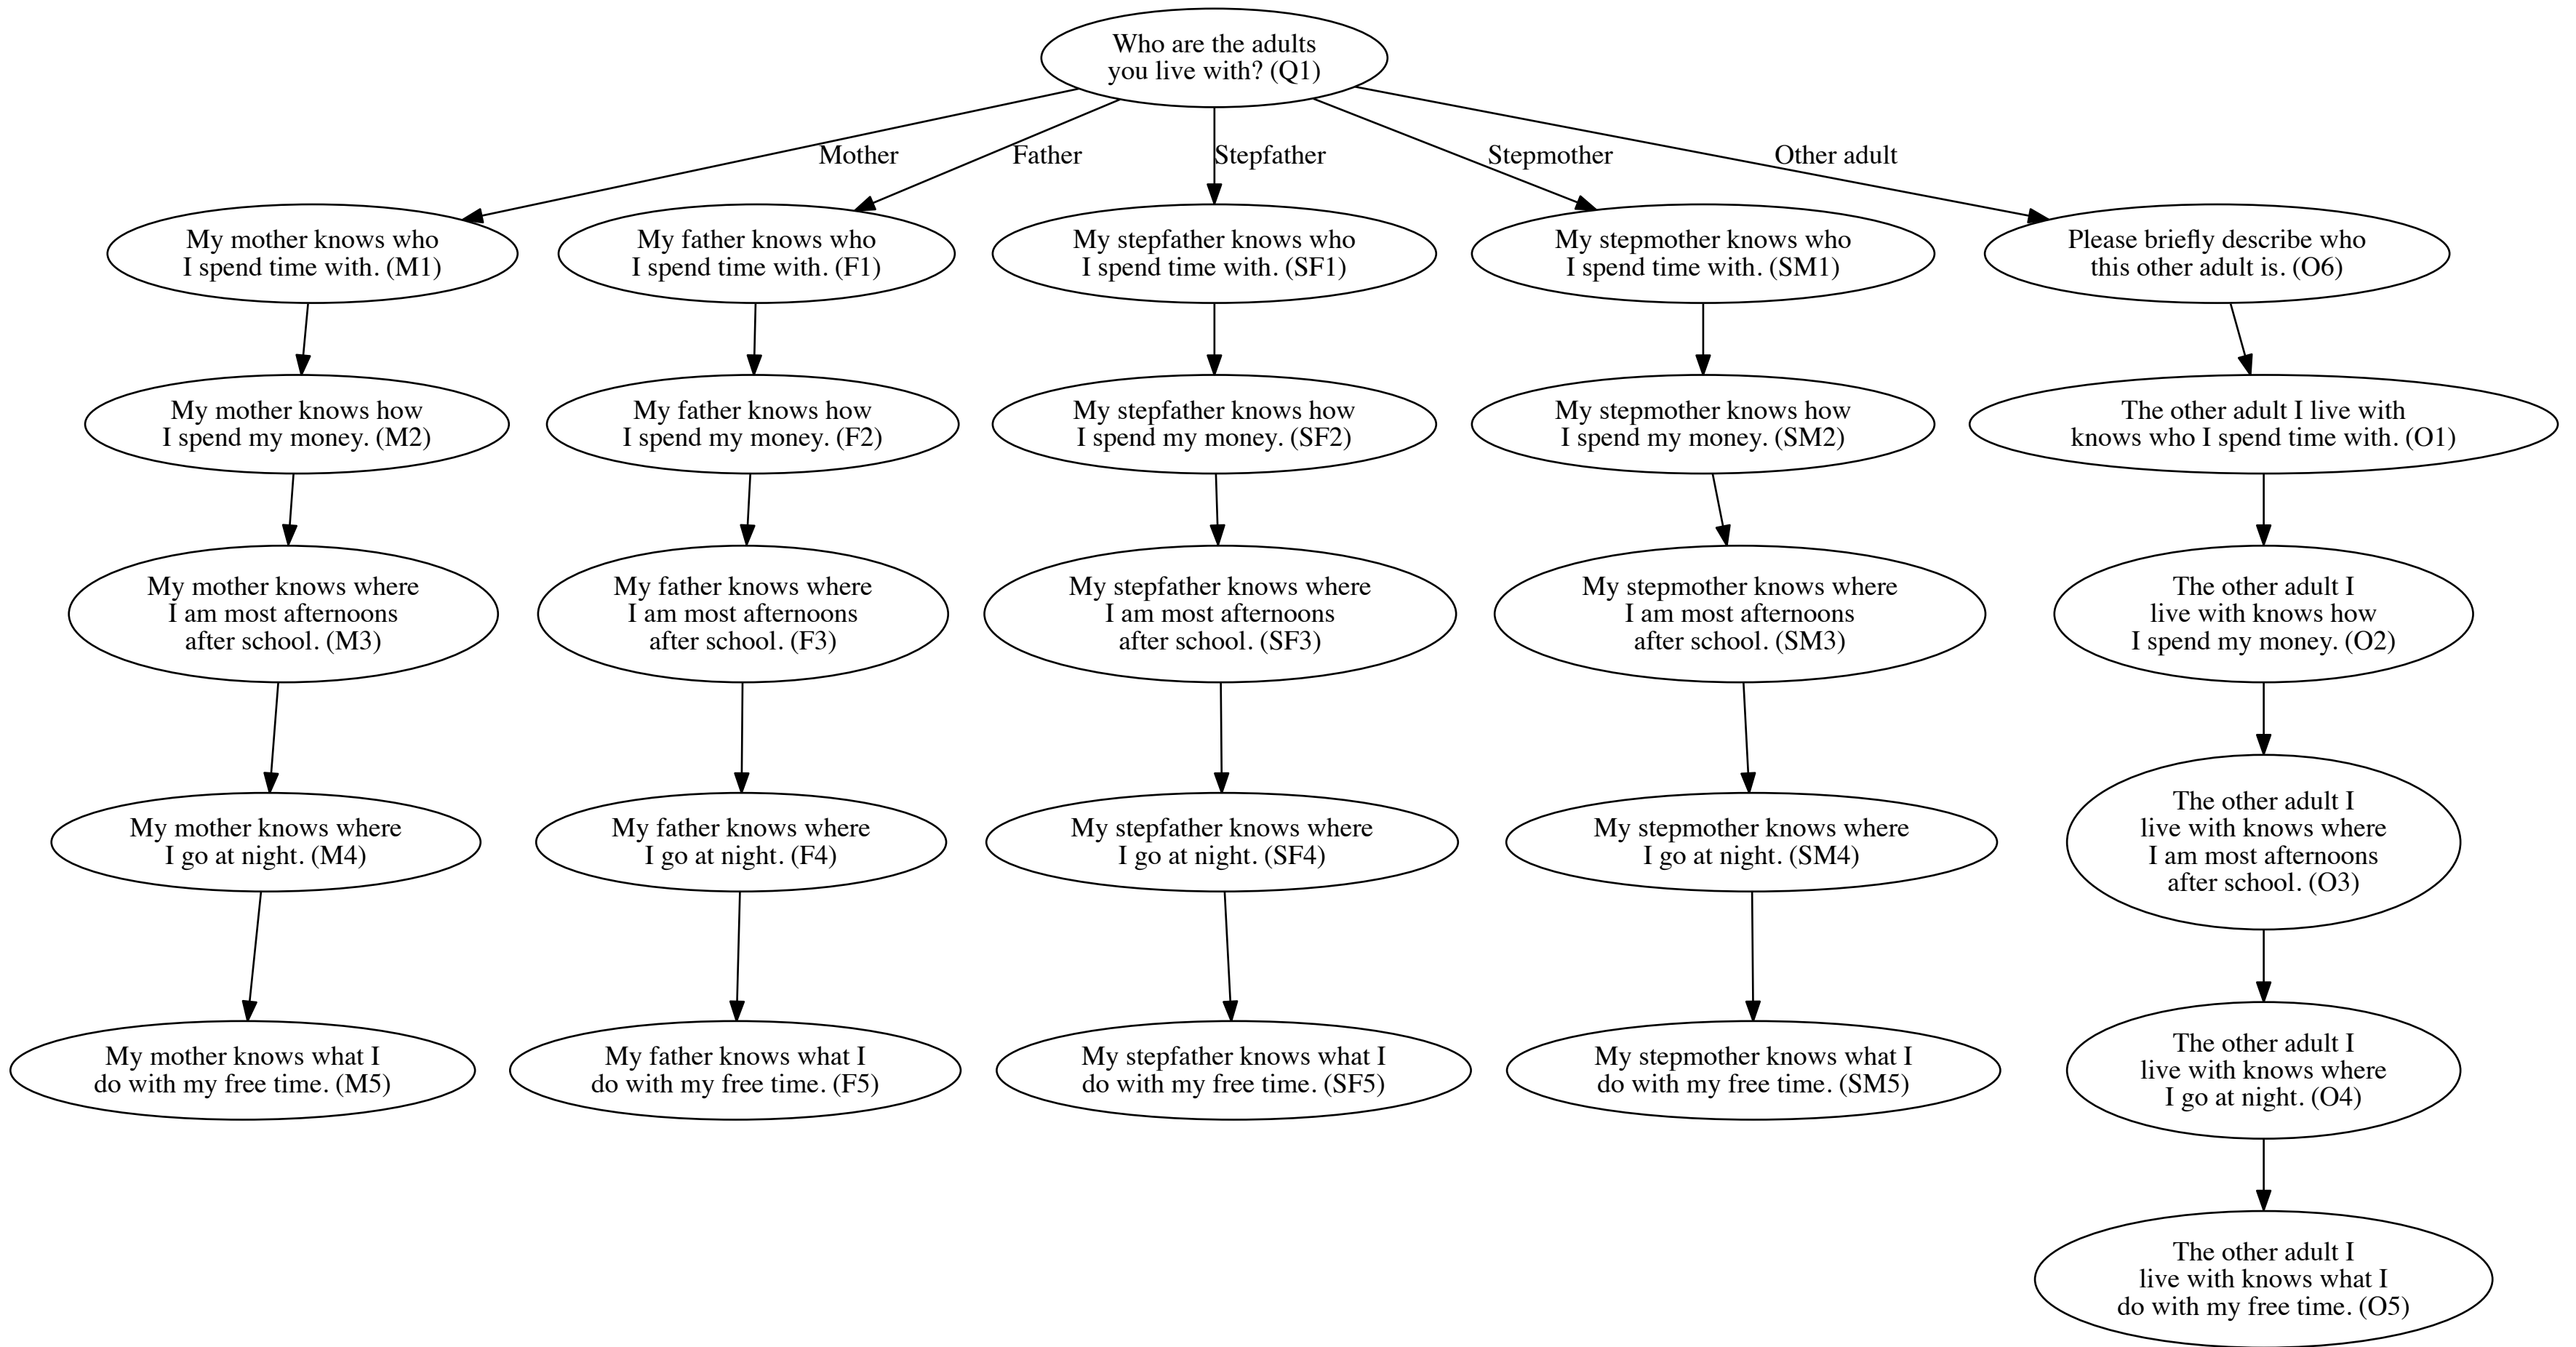 Who are the adults
you live with? (Q1)
Mother
Father
Stepfather
Stepmother
Other adult
My mother knows who
I spend time with. (M1)
My father knows who
I spend time with. (F1)
My stepfather knows who
I spend time with. (SF1)
My stepmother knows who
I spend time with. (SM1)
Please briefly describe who
this other adult is. (O6)
My mother knows how
I spend my money. (M2)
My father knows how
I spend my money. (F2)
My stepfather knows how
I spend my money. (SF2)
My stepmother knows how
I spend my money. (SM2)
The other adult I live with
knows who I spend time with. (O1)
My mother knows where
I am most afternoons
after school. (M3)
My father knows where
I am most afternoons
after school. (F3)
My stepfather knows where
I am most afternoons
after school. (SF3)
My stepmother knows where
I am most afternoons
after school. (SM3)
The other adult I
live with knows how
I spend my money. (O2)
My mother knows where
I go at night. (M4)
My father knows where
I go at night. (F4)
My stepfather knows where
I go at night. (SF4)
My stepmother knows where
I go at night. (SM4)
The other adult I
live with knows where
I am most afternoons
after school. (O3)
My mother knows what I
do with my free time. (M5)
My father knows what I
do with my free time. (F5)
My stepfather knows what I
do with my free time. (SF5)
My stepmother knows what I
do with my free time. (SM5)
The other adult I
live with knows where
I go at night. (O4)
The other adult I
live with knows what I
do with my free time. (O5)